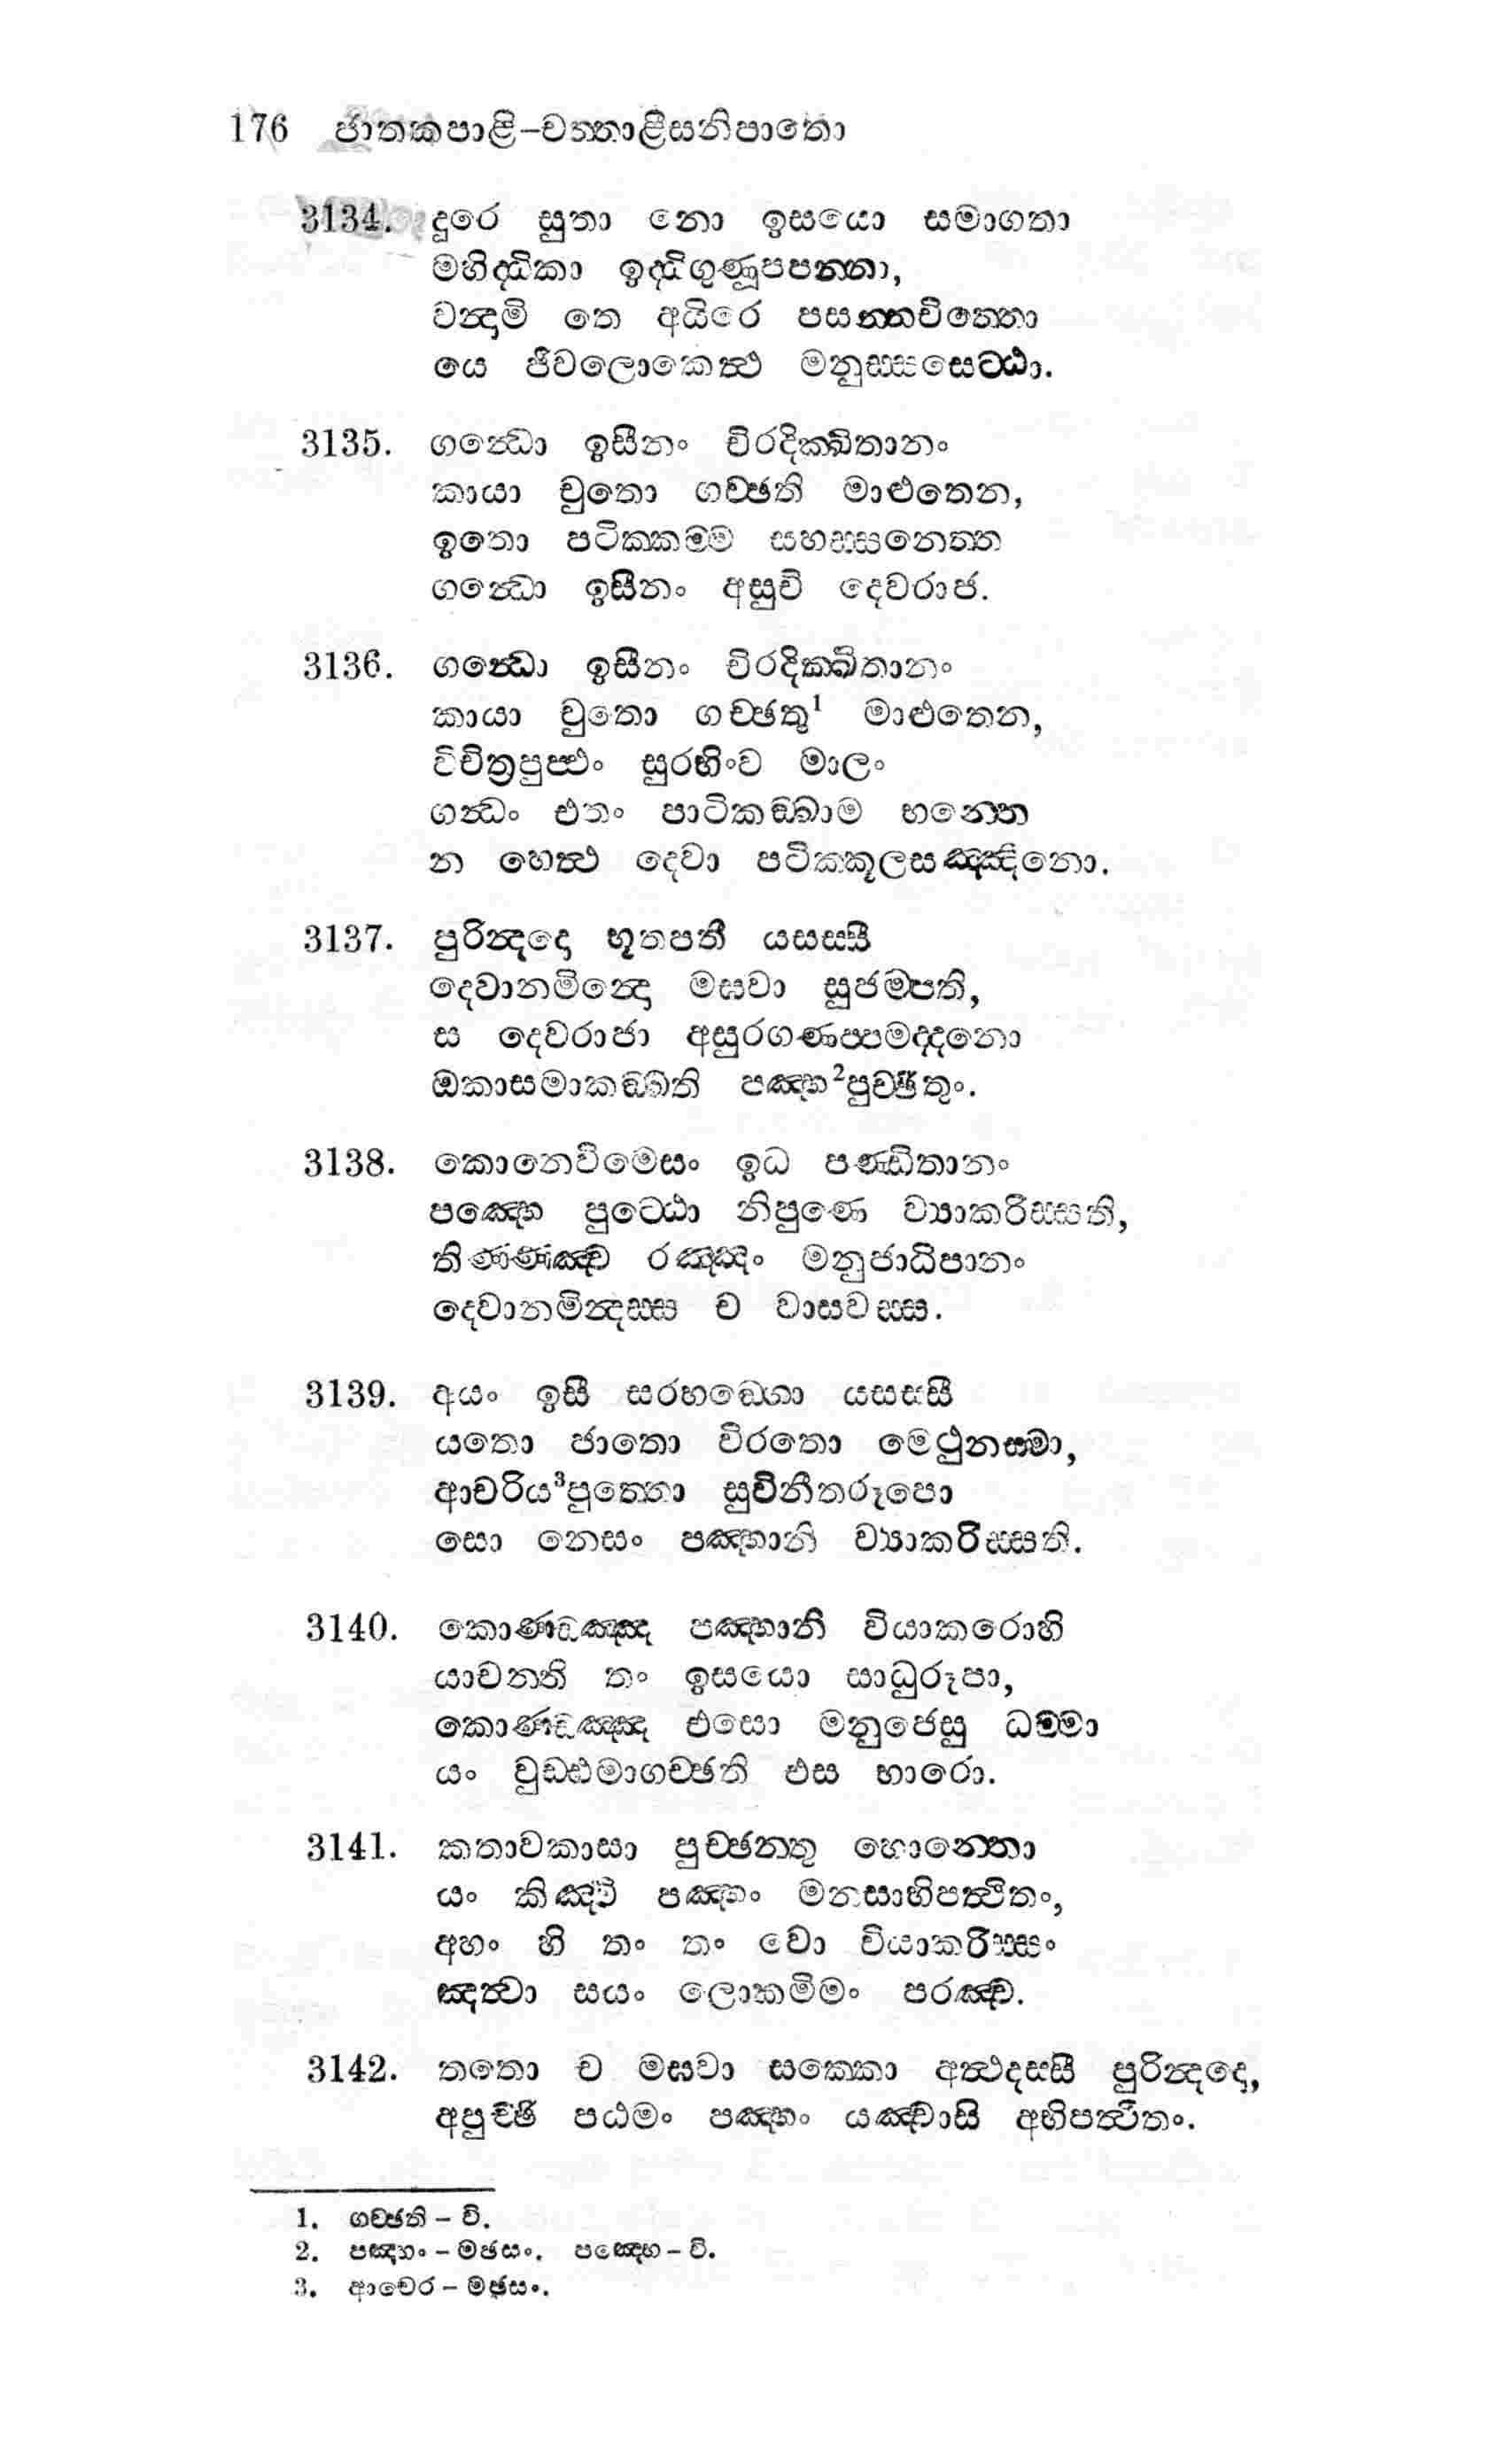 176 ජාතකපාළි-චත්තාළීසනිපාතො
3134. දූරෙ සුතා නො ඉසයො සමාගතා
මහිද්ධිකා ඉද්ධිගුණූපපන්නා,
වන්දාමි තෙ අයිරෙ පසන්නචිත්තො
යෙ ජීවලොකෙත්ථ මනුස්සසෙට්ඨා.
3135. ගන්ධො ඉසීනං චිරදික්ඛිතානං
කායා චුතො ගච්ඡති මාළුතෙන,
ඉතො පටික්කම්ම සහස්සනෙත්ත
ගන්ධො ඉසීනං අසුචි දෙවරාජ.
3136. ගන්ධො ඉසීනං චිරදික්ඛිතානං
කායා චුතො ගච්ඡතු¹ මාළුතෙන,
විචිත්‍රපුප්ඵං සුරභිංව මාලං
ගන්ධං එතං පාටිකඞ්ඛාම භන්තෙ
න හෙත්ථ දෙවා පටික්කූලසඤ්ඤිනො.
3137. පුරින්දදො භූතපතී යසස්සී
දෙවානමින්දො මඝවා සුජම්පති,
ස දෙවරාජා අසුරගණප්පමද්දනො
ඔකාසමාකඞ්ඛති පඤ්හ²පුච්ඡිතුං.
3138. කොනෙවිමෙසං ඉධ පණ්ඩිතානං
පඤ්හෙ පුට්ඨො නිපුණෙ ව්‍යාකරිස්සති,
තිණ්ණඤ්ච රඤ්ඤං මනුජාධිපානං
දෙවානමින්දස්ස ච වාසවස්ස.
3139. අයං ඉසී සරභඞ්ගො යසස්සී
යතො ජාතො විරතො මෙථුනස්මා,
ආචරිය³පුත්තො සුවිනීතරූපො
සො නෙසං පඤ්හානි ව්‍යාකරිස්සති.
3140. කොණ්ඩඤ්ඤ පඤ්හානි වියාකරොහි
යාචන්ති තං ඉසයො සාධුරූපා,
කොණ්ඩඤ්ඤ එසො මනුජෙසු ධම්මො
යං වුඩ්ඪමාගච්ඡති එස භාරො.
3141. කතාවකාසා පුච්ඡන්තු භොන්තො
යං කිඤ්චි පඤ්හං මනසාභිපත්ථිතං,
අහං හි තං තං වො වියාකරිස්සං
ඤත්වා සයං ලොකමිමං පරඤ්ච.
3142. තතො ච මඝවා සක්කො අත්ථදස්සී පුරින්දදො,
අපුච්ඡි පඨමං පඤ්හං යඤ්චාසි අභිපත්ථිතං.
1. ගච්ඡති - වි.
2. පඤ්හං - මඡසං. පඤ්හෙ - වි.
3. ආචෙර - මඡසං.